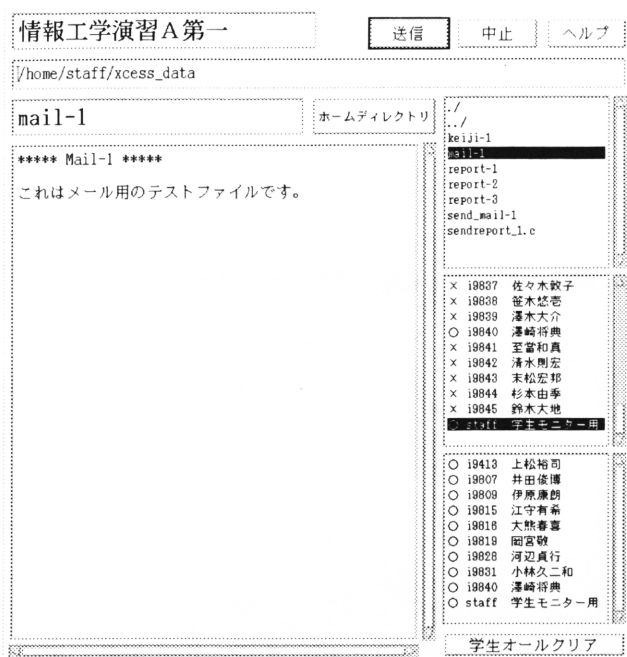 情報工学演習A第一
送信
中止
ヘルプ
/home/staff/xcess_data
mail-1
ホームディレクトリ
***** Mail-1 *****
これはメール用のテストファイルです。
./
../
keiji-1
mail-1
report-1
report-2
report-3
send_mail-1
sendreport_1.c
× i9837 佐々木敦子
× i9838 笹木悠壱
× i9839 澤木大介
○ i9840 澤崎将典
× i9841 至當和真
× i9842 清水則宏
× i9843 末松宏邦
× i9844 杉本由季
× i9845 鈴木大地
○ staff 学生モニター用
○ i9413 上松裕司
○ i9807 井田俊博
○ i9809 伊原康朗
○ i9815 江守有希
○ i9816 大熊春喜
○ i9819 岡宮敬
○ i9828 河辺貞行
○ i9831 小林久二和
○ i9840 澤崎将典
○ staff 学生モニター用
学生オールクリア